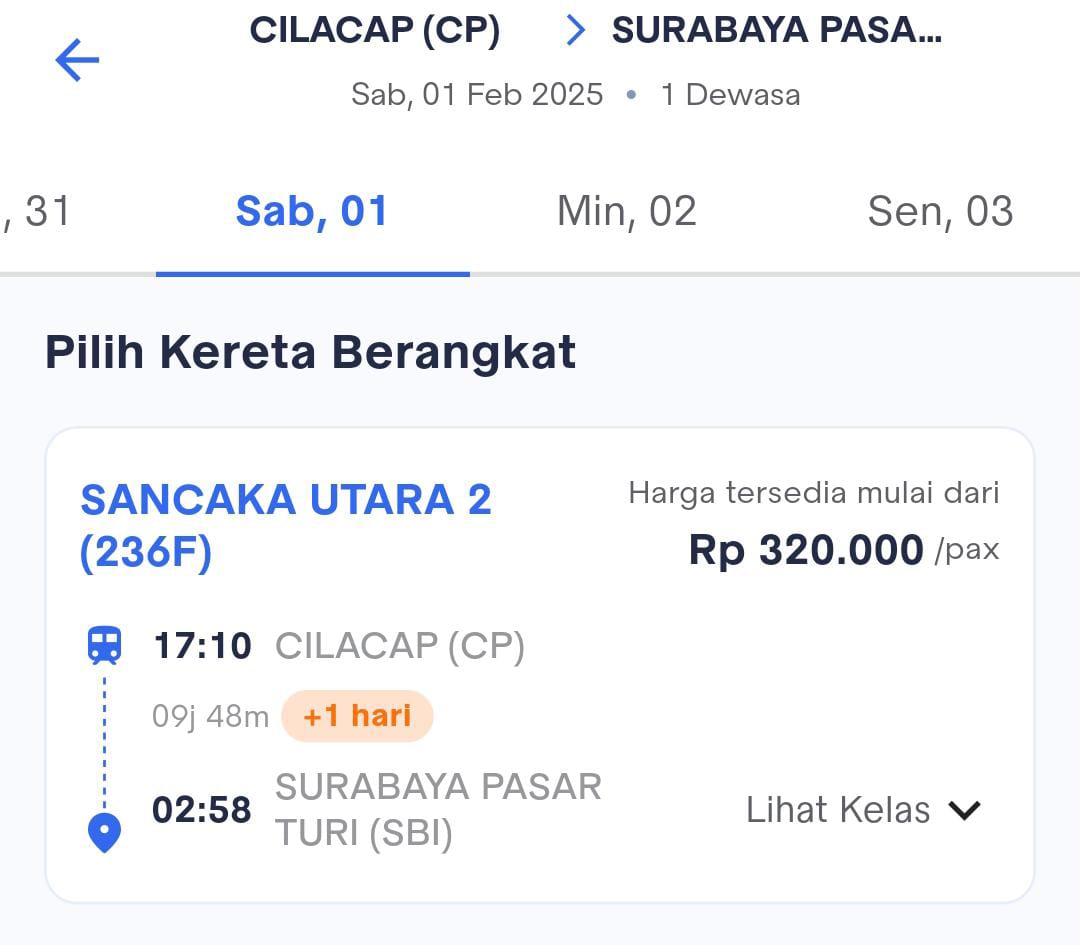 CILACAP (CP) > SURABAYA PASA...
Sab, 01 Feb 2025 • 1 Dewasa
, 31 Sab, 01 Min, 02 Sen, 03
Pilih Kereta Berangkat
SANCAKA UTARA 2
(236F)
Harga tersedia mulai dari
Rp 320.000 /pax
17:10 CILACAP (CP)
09j 48m +1 hari
02:58 SURABAYA PASAR
TURI (SBI)
Lihat Kelas